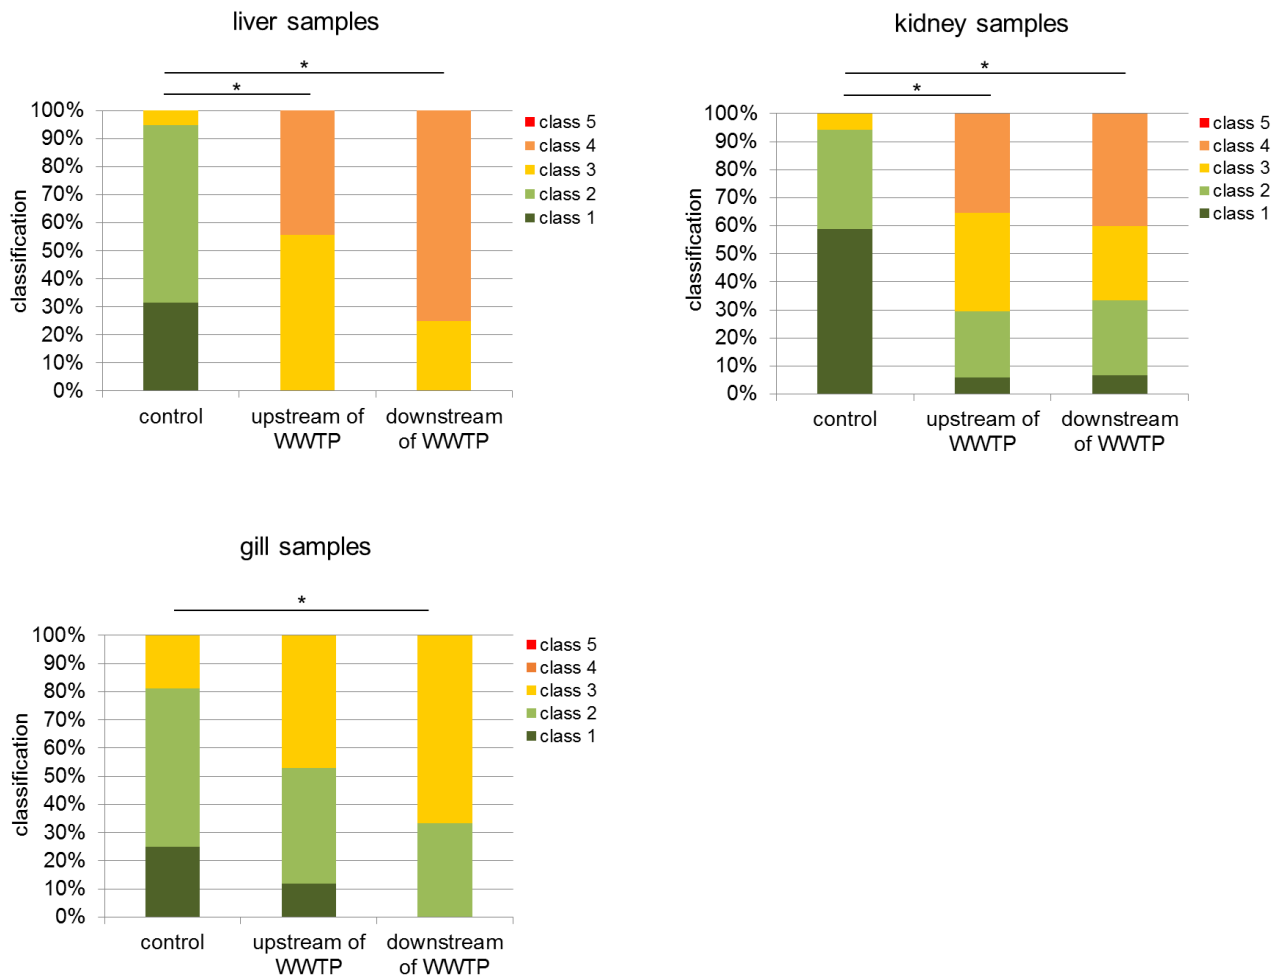 liver samples
*
*
100%
90%
80%
70%
60%
50%
40%
30%
20%
10%
0%
classification
control
upstream of
WWTP
downstream
of WWTP
class 5
class 4
class 3
class 2
class 1
kidney samples
*
*
100%
90%
80%
70%
60%
50%
40%
30%
20%
10%
0%
classification
control
upstream of
WWTP
downstream
of WWTP
class 5
class 4
class 3
class 2
class 1
gill samples
*
100%
90%
80%
70%
60%
50%
40%
30%
20%
10%
0%
classification
control
upstream of
WWTP
downstream
of WWTP
class 5
class 4
class 3
class 2
class 1